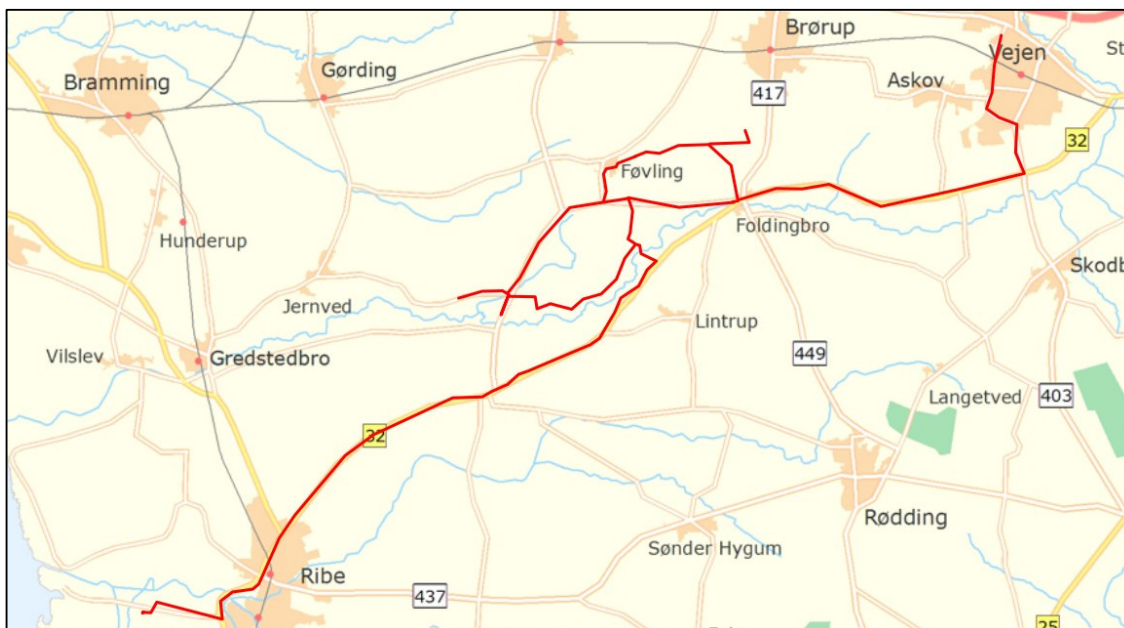 Brørup
Vejen
St
Gørding
Bramming
Askov
417
32
Føvling
Foldingbro
Hunderup
Skodb
Jernved
Lintrup
Vilslev
Gredstedbro
449
Langetved
403
32
Rødding
Sønder Hygum
Ribe
437
25